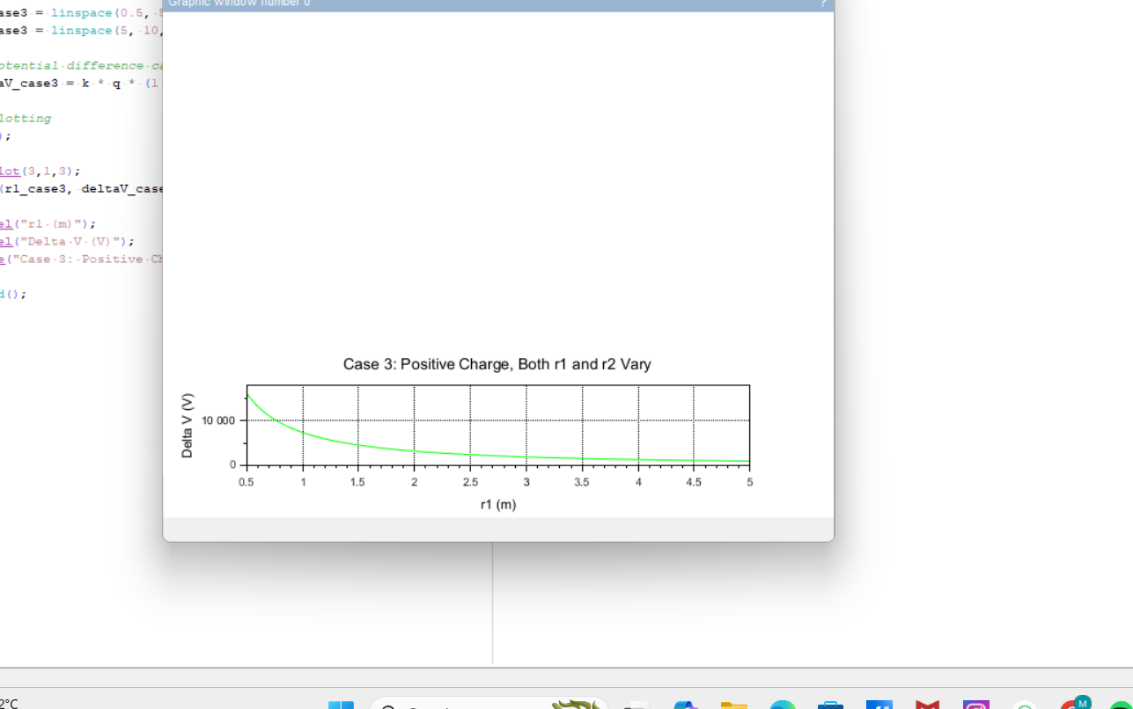 ase3 = linspace(0.5,
Graphic window number 0
?
ase3 = linspace(5, 10,
otential difference ca
aV_case3 = k * q * (1
lotting
);
lot(3,1,3);
(r1_case3, deltaV_case
el("r1 (m)");
el("Delta V (V)");
e("Case 3: Positive Ch
d();
Case 3: Positive Charge, Both r1 and r2 Vary
Delta V (V)
10 000
0
0.5 1 1.5 2 2.5 3 3.5 4 4.5 5
r1 (m)
2°C
M